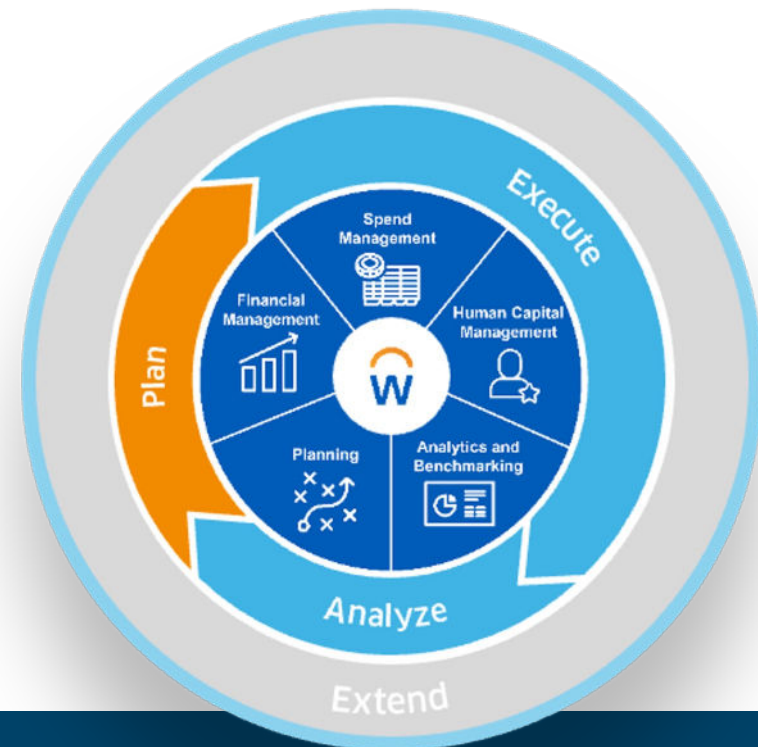 Execute
Spend
Management
Financial
Management
Human Capital
Management
Plan
W
Planning
Analytics and
Benchmarking
Analyze
Extend